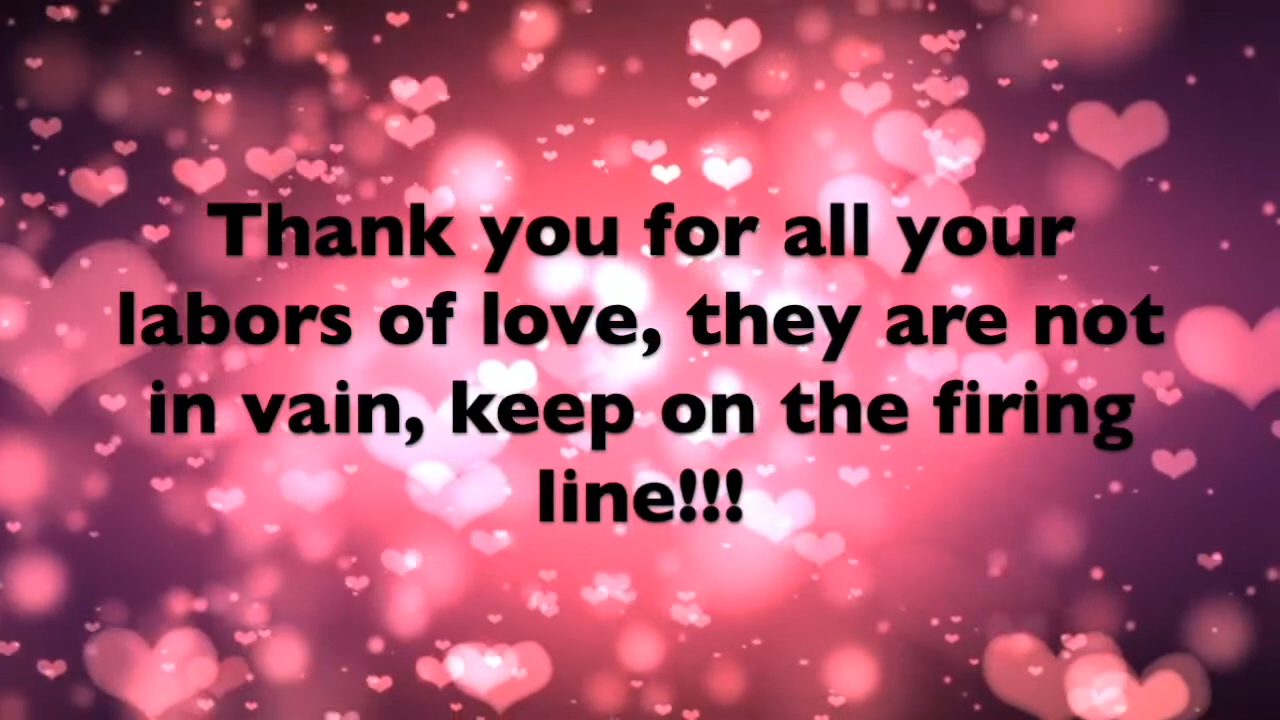 Thank you for all your
labors of love, they are not
in vain, keep on the firing
line!!!